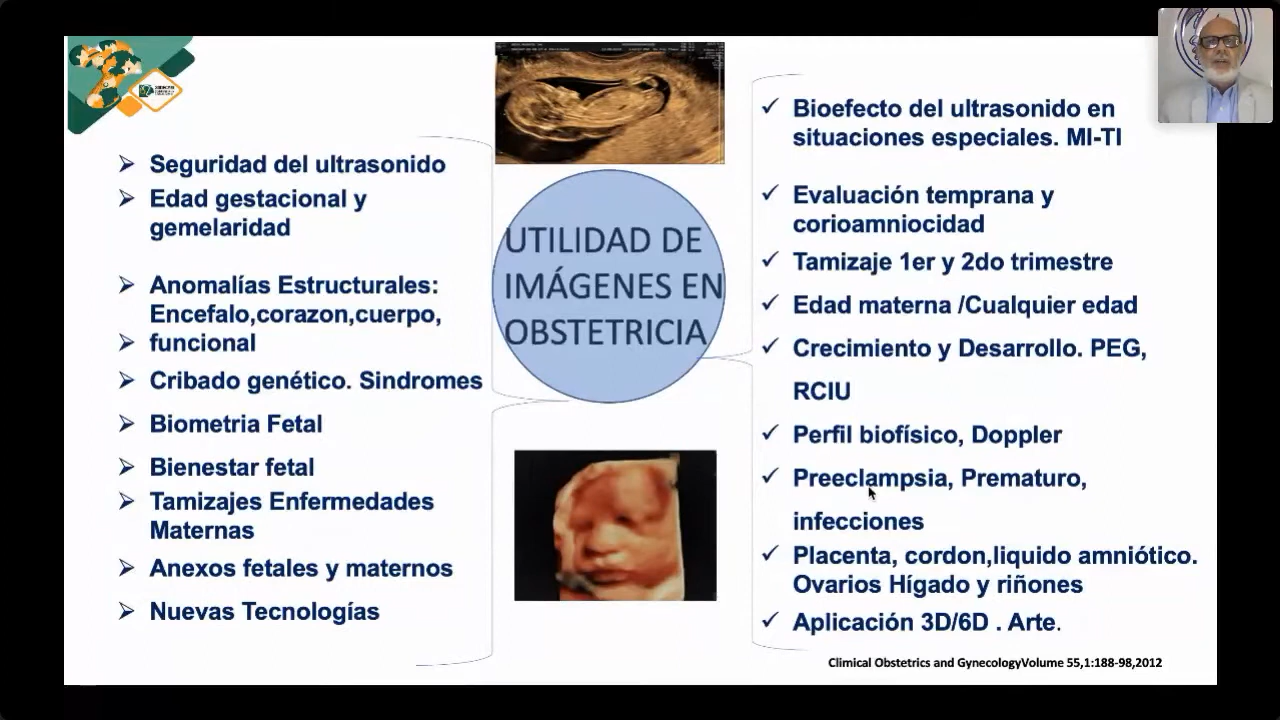 Seguridad del ultrasonido
Edad gestacional y
gemelaridad
Anomalías Estructurales:
Encefalo,corazon,cuerpo,
funcional
Cribado genético. Sindromes
Biometria Fetal
Bienestar fetal
Tamizajes Enfermedades
Maternas
Anexos fetales y maternos
Nuevas Tecnologías
UTILIDAD DE
IMÁGENES EN
OBSTETRICIA
Bioefecto del ultrasonido en
situaciones especiales. MI-TI
Evaluación temprana y
corioamniocidad
Tamizaje 1er y 2do trimestre
Edad materna /Cualquier edad
Crecimiento y Desarrollo. PEG,
RCIU
Perfil biofísico, Doppler
Preeclampsia, Prematuro,
infecciones
Placenta, cordon,liquido amniótico.
Ovarios Hígado y riñones
Aplicación 3D/6D . Arte.
Climical Obstetrics and GynecologyVolume 55,1:188-98,2012